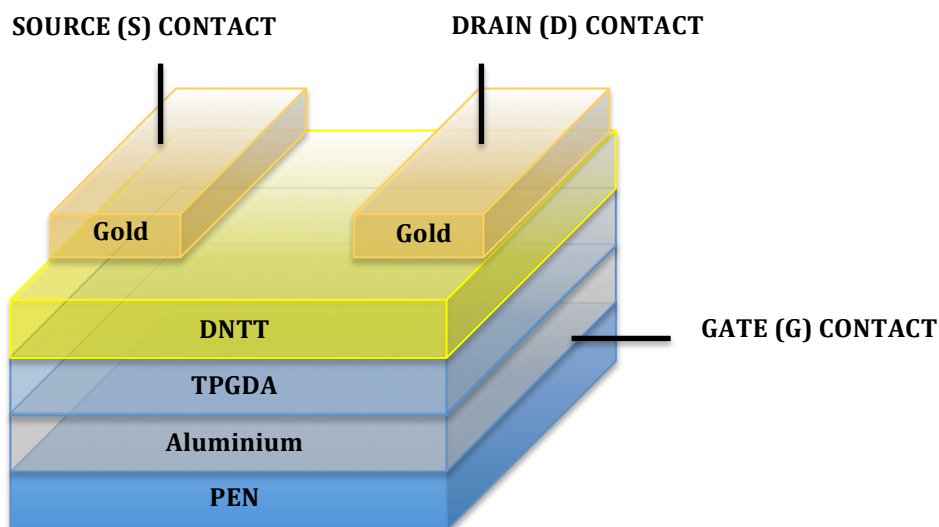 SOURCE (S) CONTACT
DRAIN (D) CONTACT
Gold
Gold
DNTT
GATE (G) CONTACT
TPGDA
Aluminium
PEN